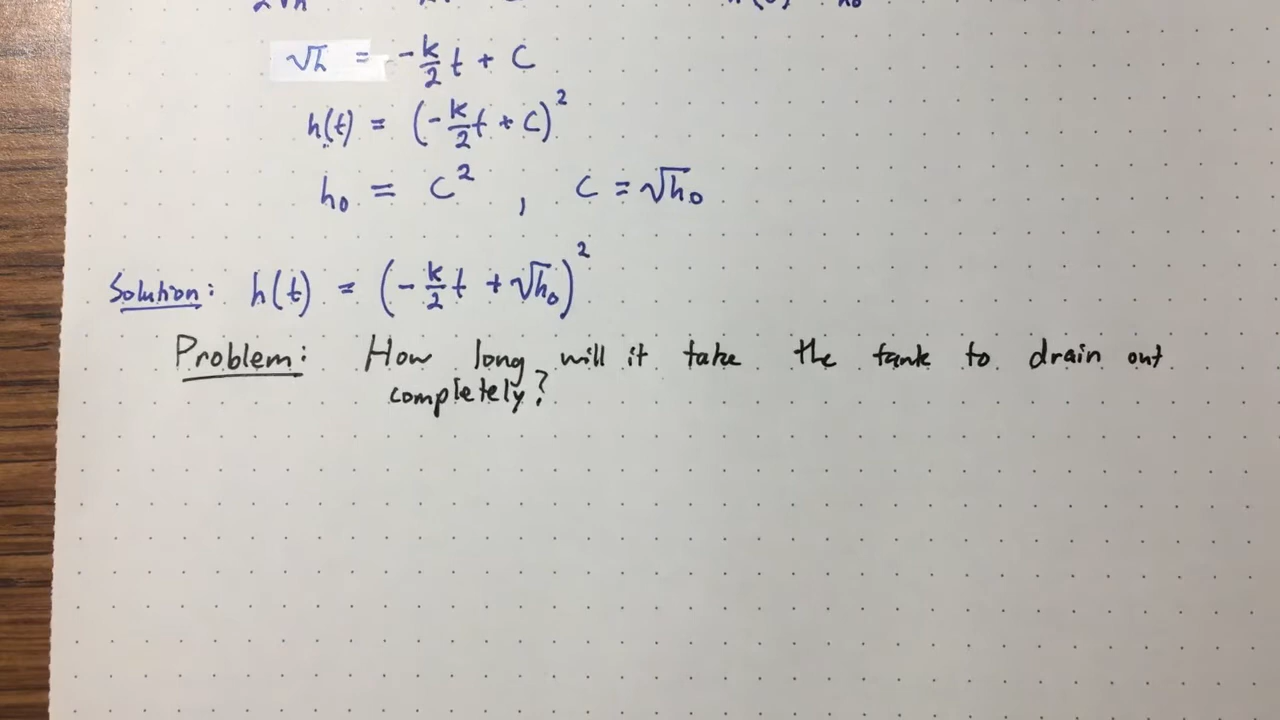 √h = -k/2 t + C
h(t) = (-k/2 t + C)²
h₀ = C² , C = √h₀
Solution: h(t) = (-k/2 t + √h₀)²
Problem: How long will it take the tank to drain out
completely?